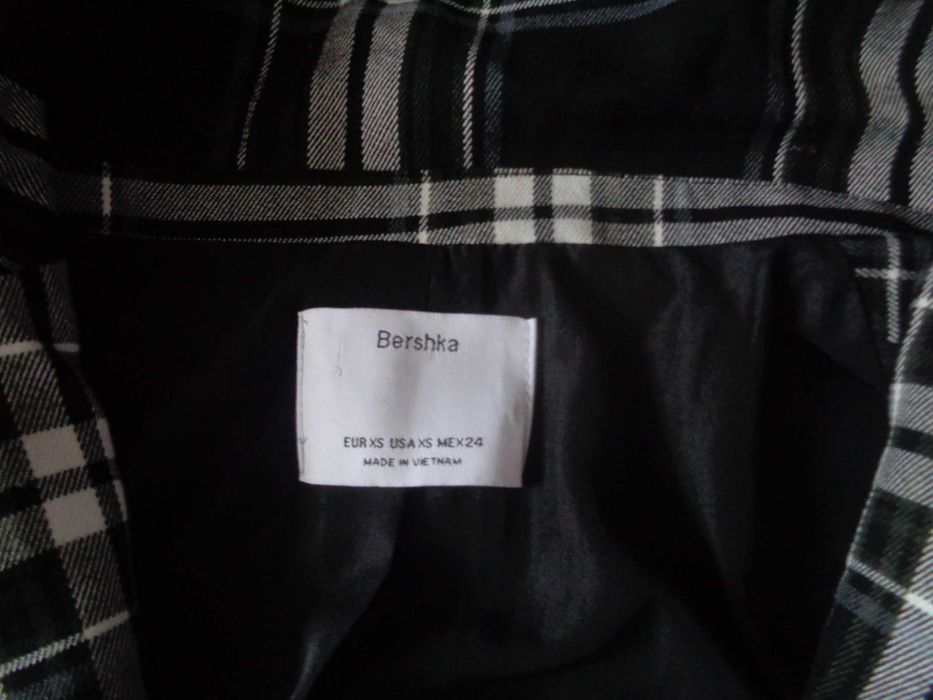 Bershka
EUR XS USA XS MEX 24
MADE IN VIETNAM